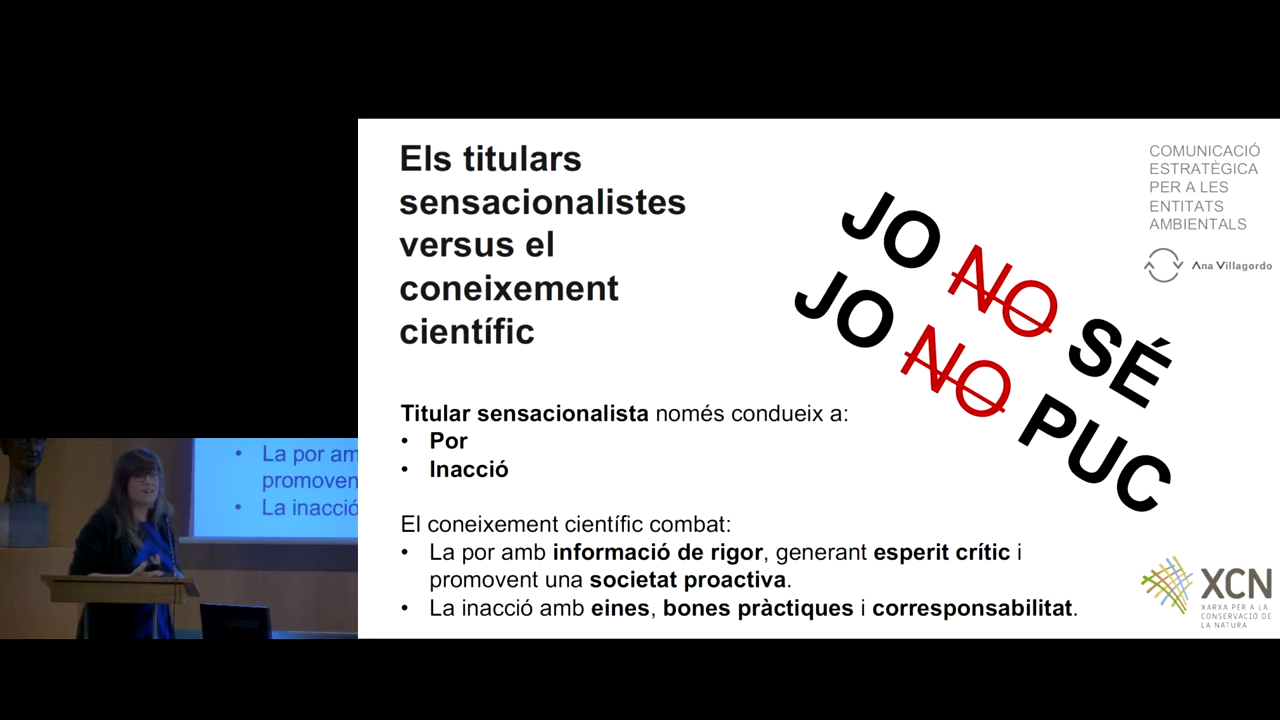 Els titulars
sensacionalistes
versus el
coneixement
científic
JO NO SÉ
JO NO PUC
COMUNICACIÓ
ESTRATÈGICA
PER A LES
ENTITATS
AMBIENTALS
Ana Villagordo
Titular sensacionalista només condueix a:
• Por
• Inacció
El coneixement científic combat:
• La por amb informació de rigor, generant esperit crític i
promovent una societat proactiva.
• La inacció amb eines, bones pràctiques i corresponsabilitat.
XCN
XARXA PER A LA
CONSERVACIÓ DE
LA NATURA
• La por am
promoven
• La inacció